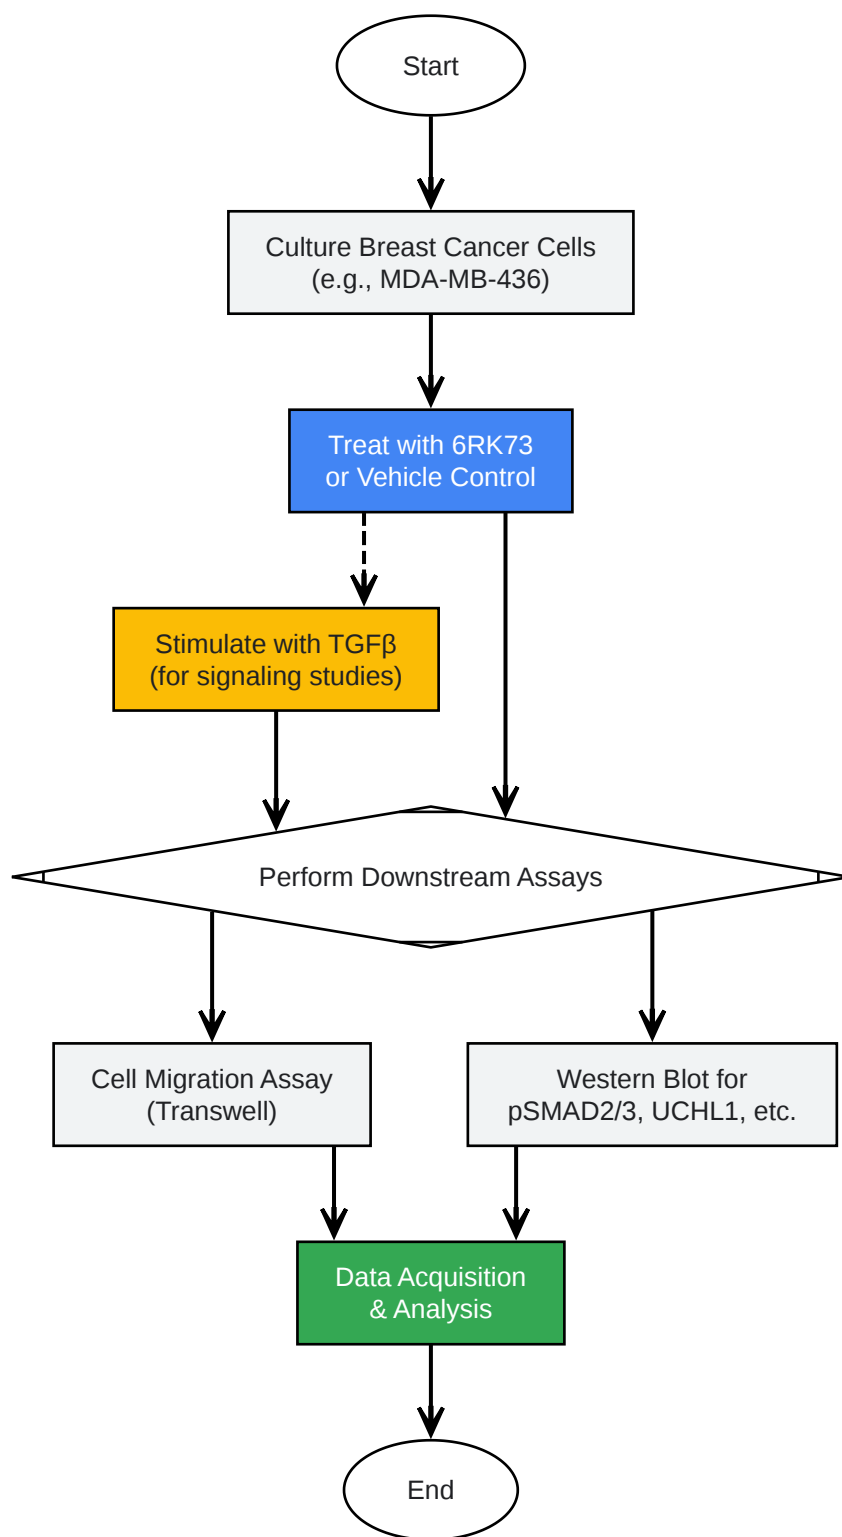 Start
Culture Breast Cancer Cells
(e.g., MDA-MB-436)
Treat with 6RK73
or Vehicle Control
Stimulate with TGFβ
(for signaling studies)
Perform Downstream Assays
Cell Migration Assay
(Transwell)
Western Blot for
pSMAD2/3, UCHL1, etc.
Data Acquisition
& Analysis
End